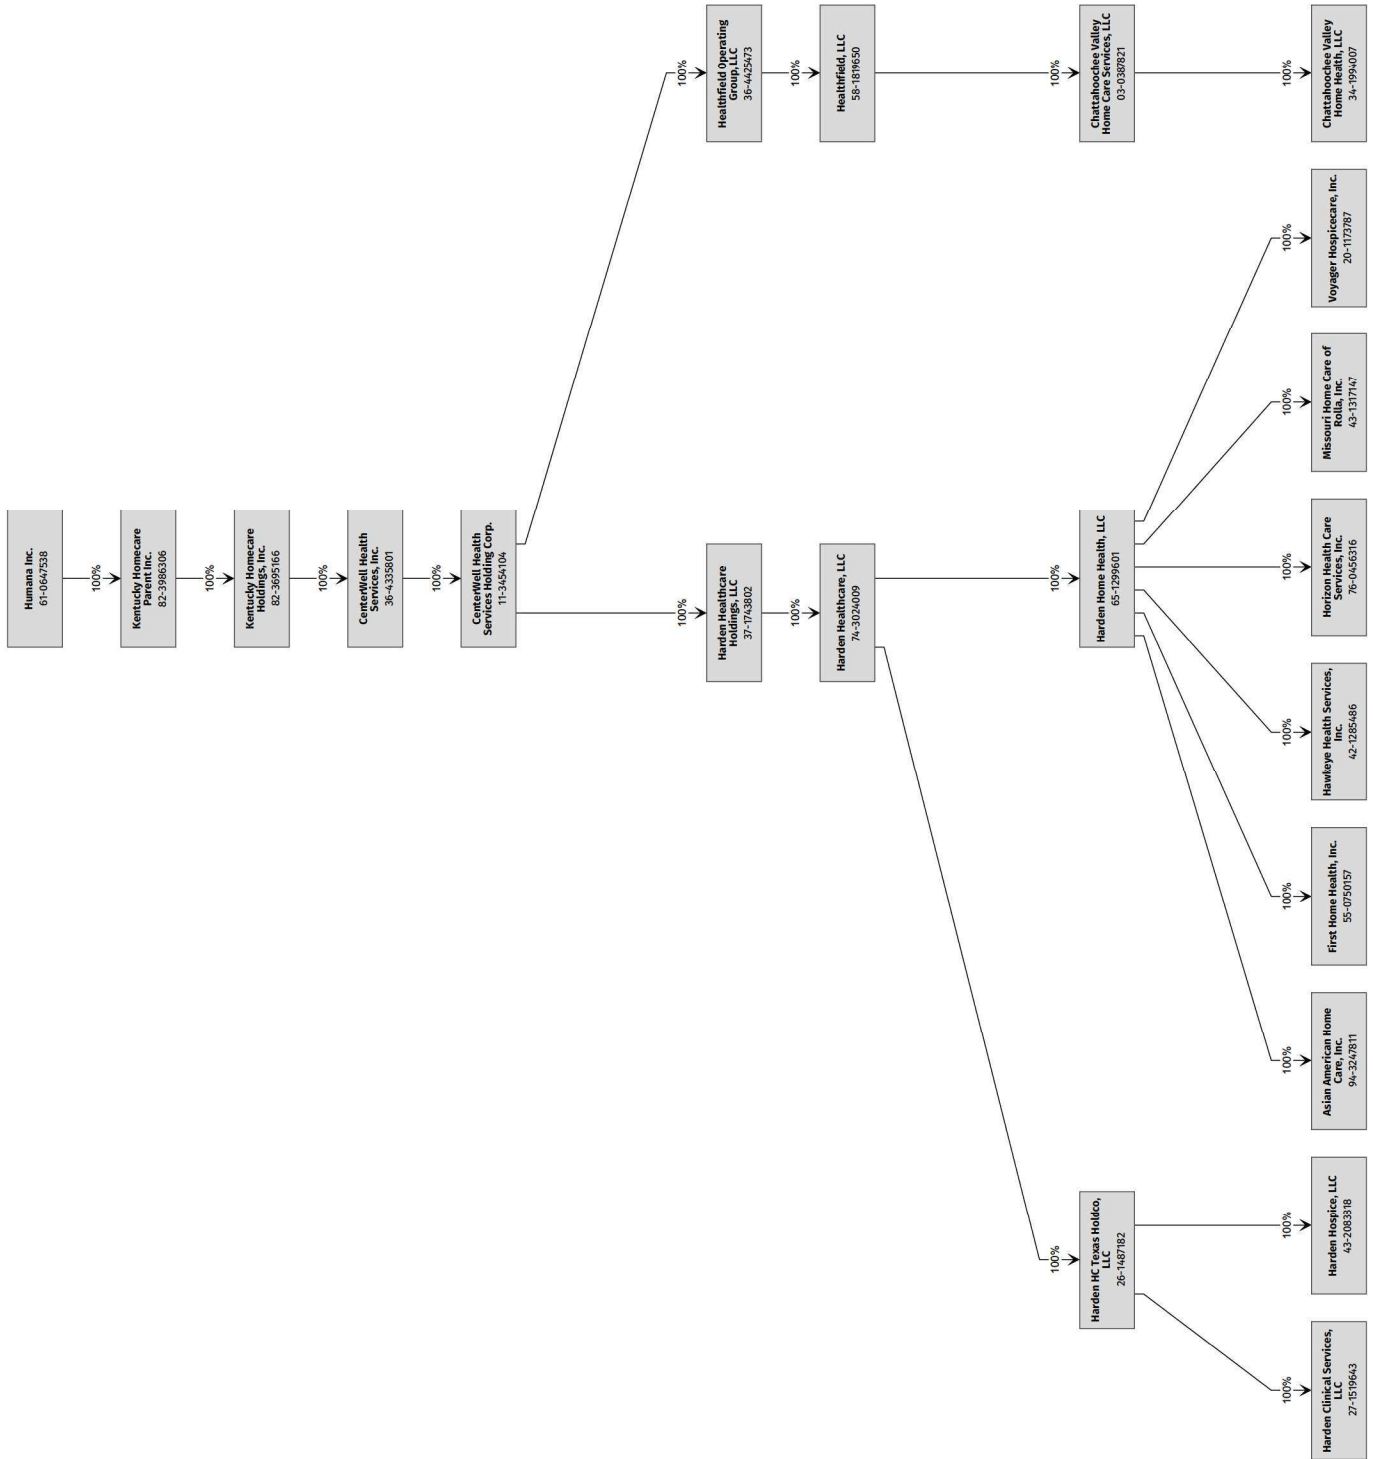 Humana Inc.
61-0647538
100%
Kentucky Homecare
Parent Inc.
82-3986306
100%
Kentucky Homecare
Holdings, Inc.
82-3695166
100%
CenterWell Health
Services, Inc.
36-4335801
100%
CenterWell Health
Services Holding Corp.
11-3454104
100%
100%
Harden Healthcare
Holdings, LLC
37-1743802
Healthfield Operating
Group, LLC
36-4425473
100%
100%
Harden Healthcare, LLC
74-3024009
Healthfield, LLC
58-1819650
100%
100%
100%
Harden HC Texas Holdco,
LLC
26-1487182
Harden Home Health, LLC
65-1299601
Chattahoochee Valley
Home Care Services, LLC
03-0387821
100%
100%
100%
100%
100%
100%
100%
100%
100%
Harden Clinical Services,
LLC
27-1519643
Harden Hospice, LLC
43-2083318
Asian American Home
Care, Inc.
94-3247811
First Home Health, Inc.
55-0750157
Hawkeye Health Services,
Inc.
42-1285486
Horizon Health Care
Services, Inc.
76-0456316
Missouri Home Care of
Rolla, Inc.
43-1317147
Voyager Hospicecare, Inc.
20-1173787
Chattahoochee Valley
Home Health, LLC
34-1994007